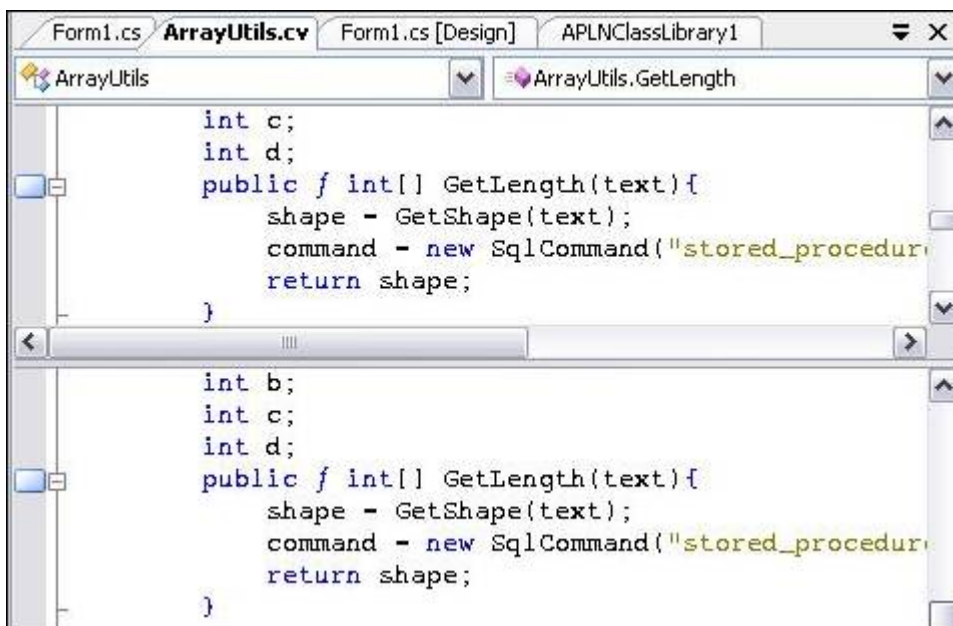 Form1.cs ArrayUtils.cv Form1.cs [Design] APLNClassLibrary1
ArrayUtils ArrayUtils.GetLength
int c;
int d;
public ƒ int[] GetLength(text){
shape = GetShape(text);
command = new SqlCommand("stored_procedur
return shape;
}
int b;
int c;
int d;
public ƒ int[] GetLength(text){
shape = GetShape(text);
command = new SqlCommand("stored_procedur
return shape;
}